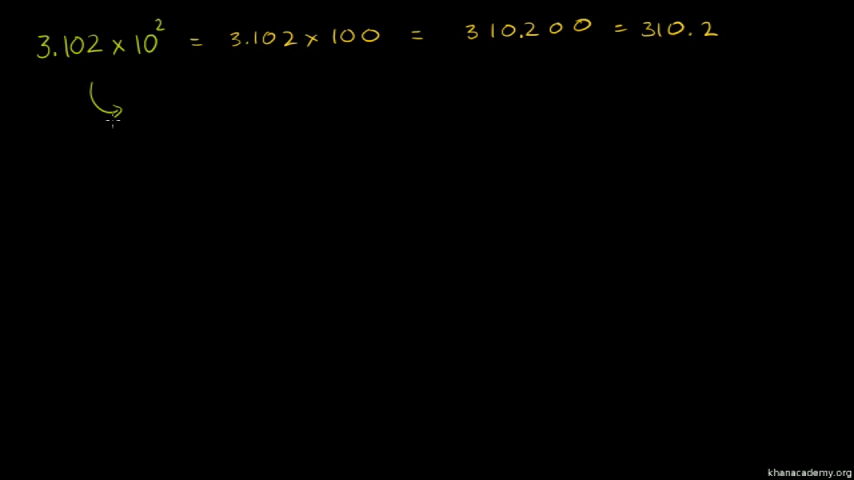 3.102 × 10² = 3.102 × 100 = 310.200 = 310.2
khanacademy.org